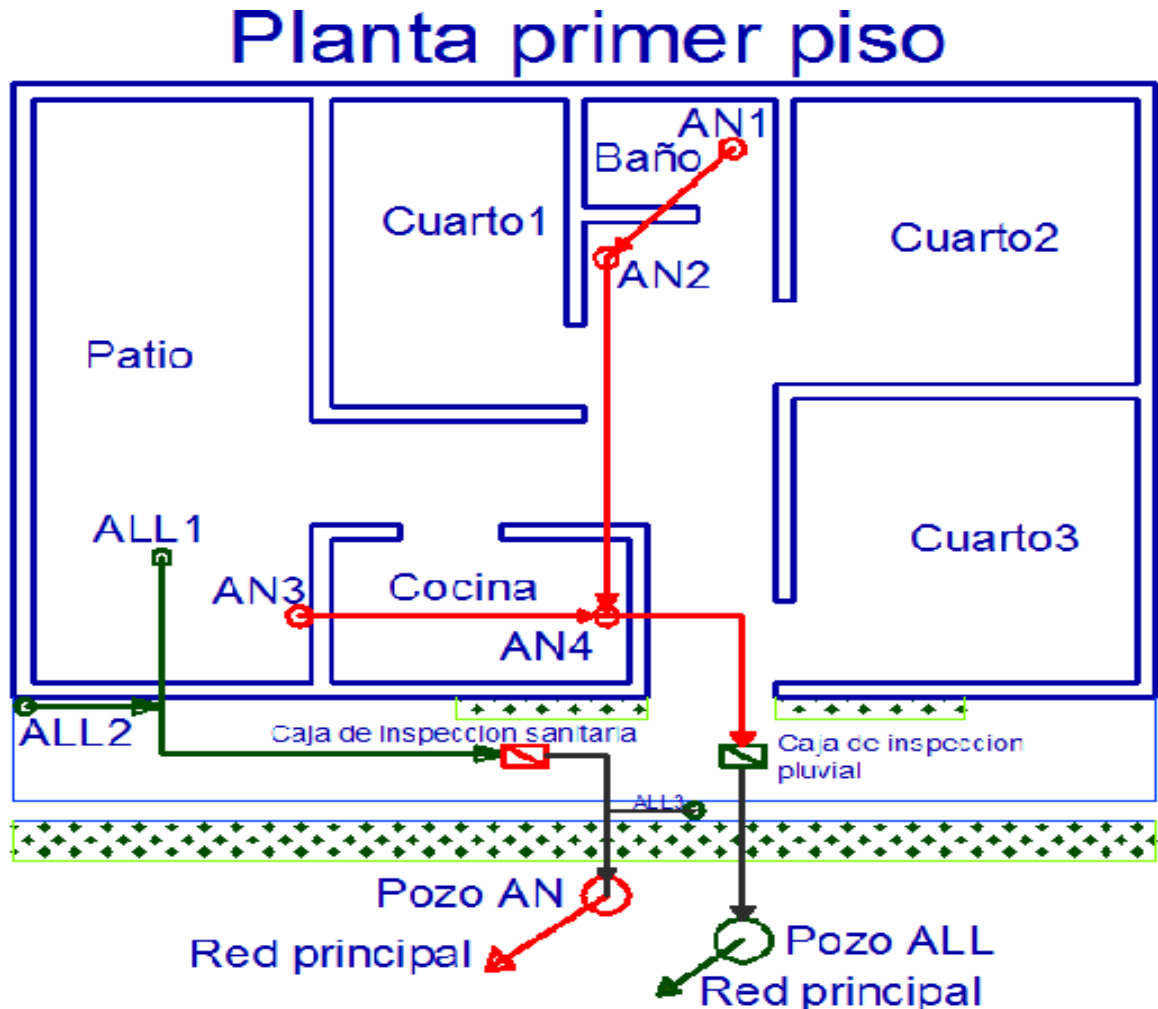 Planta primer piso
AN1
Baño
Cuarto1
Cuarto2
AN2
Patio
ALL1
Cuarto3
AN3
Cocina
AN4
ALL2
Caja de inspeccion sanitaria
Caja de inspeccion
pluvial
ALL3
Pozo AN
Red principal
Pozo ALL
Red principal